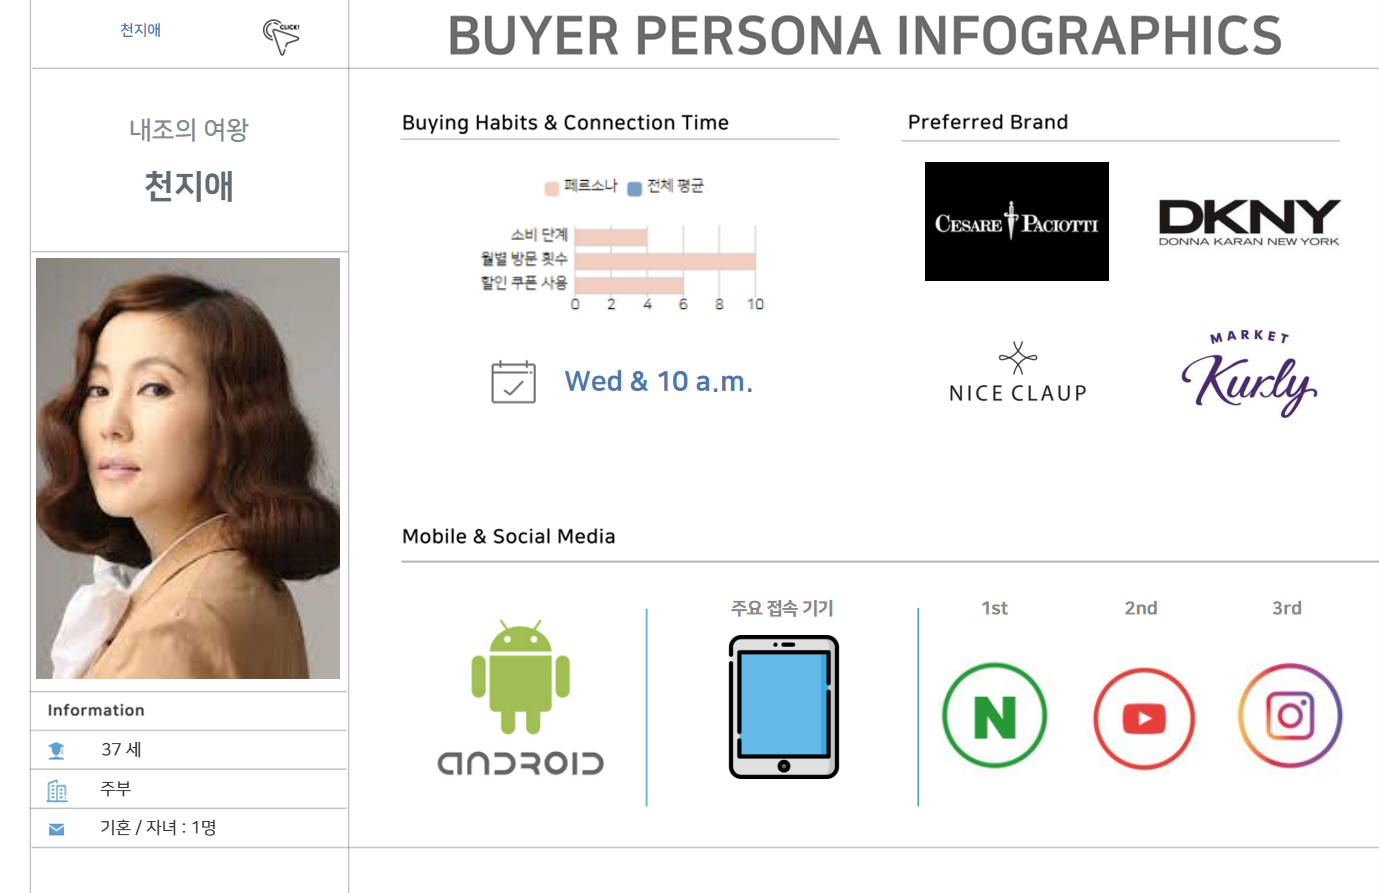 천지애
CLICK!
BUYER PERSONA INFOGRAPHICS
내조의 여왕
천지애
Information
37 세
주부
기혼 / 자녀 : 1명
Buying Habits & Connection Time
페르소나 전체 평균
소비 단계
월별 방문 횟수
할인 쿠폰 사용
0 2 4 6 8 10
Wed & 10 a.m.
Preferred Brand
CESARE PACIOTTI
DKNY
DONNA KARAN NEW YORK
NICE CLAUP
MARKET
Kurly
Mobile & Social Media
ANDROID
주요 접속 기기
1st 2nd 3rd
N